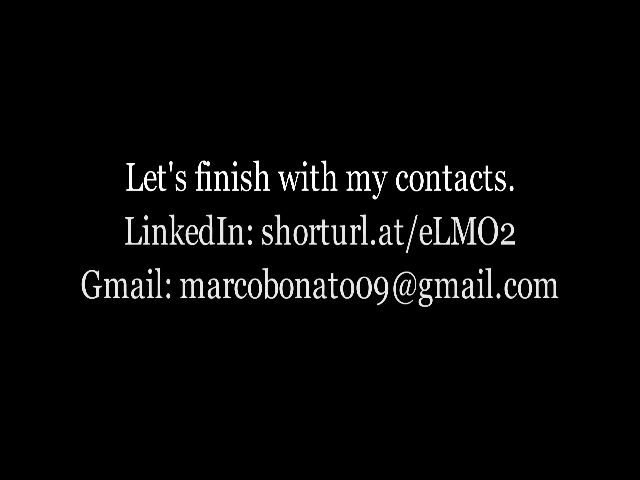 Let's finish with my contacts.
LinkedIn: shorturl.at/eLMO2
Gmail: marcobonato09@gmail.com